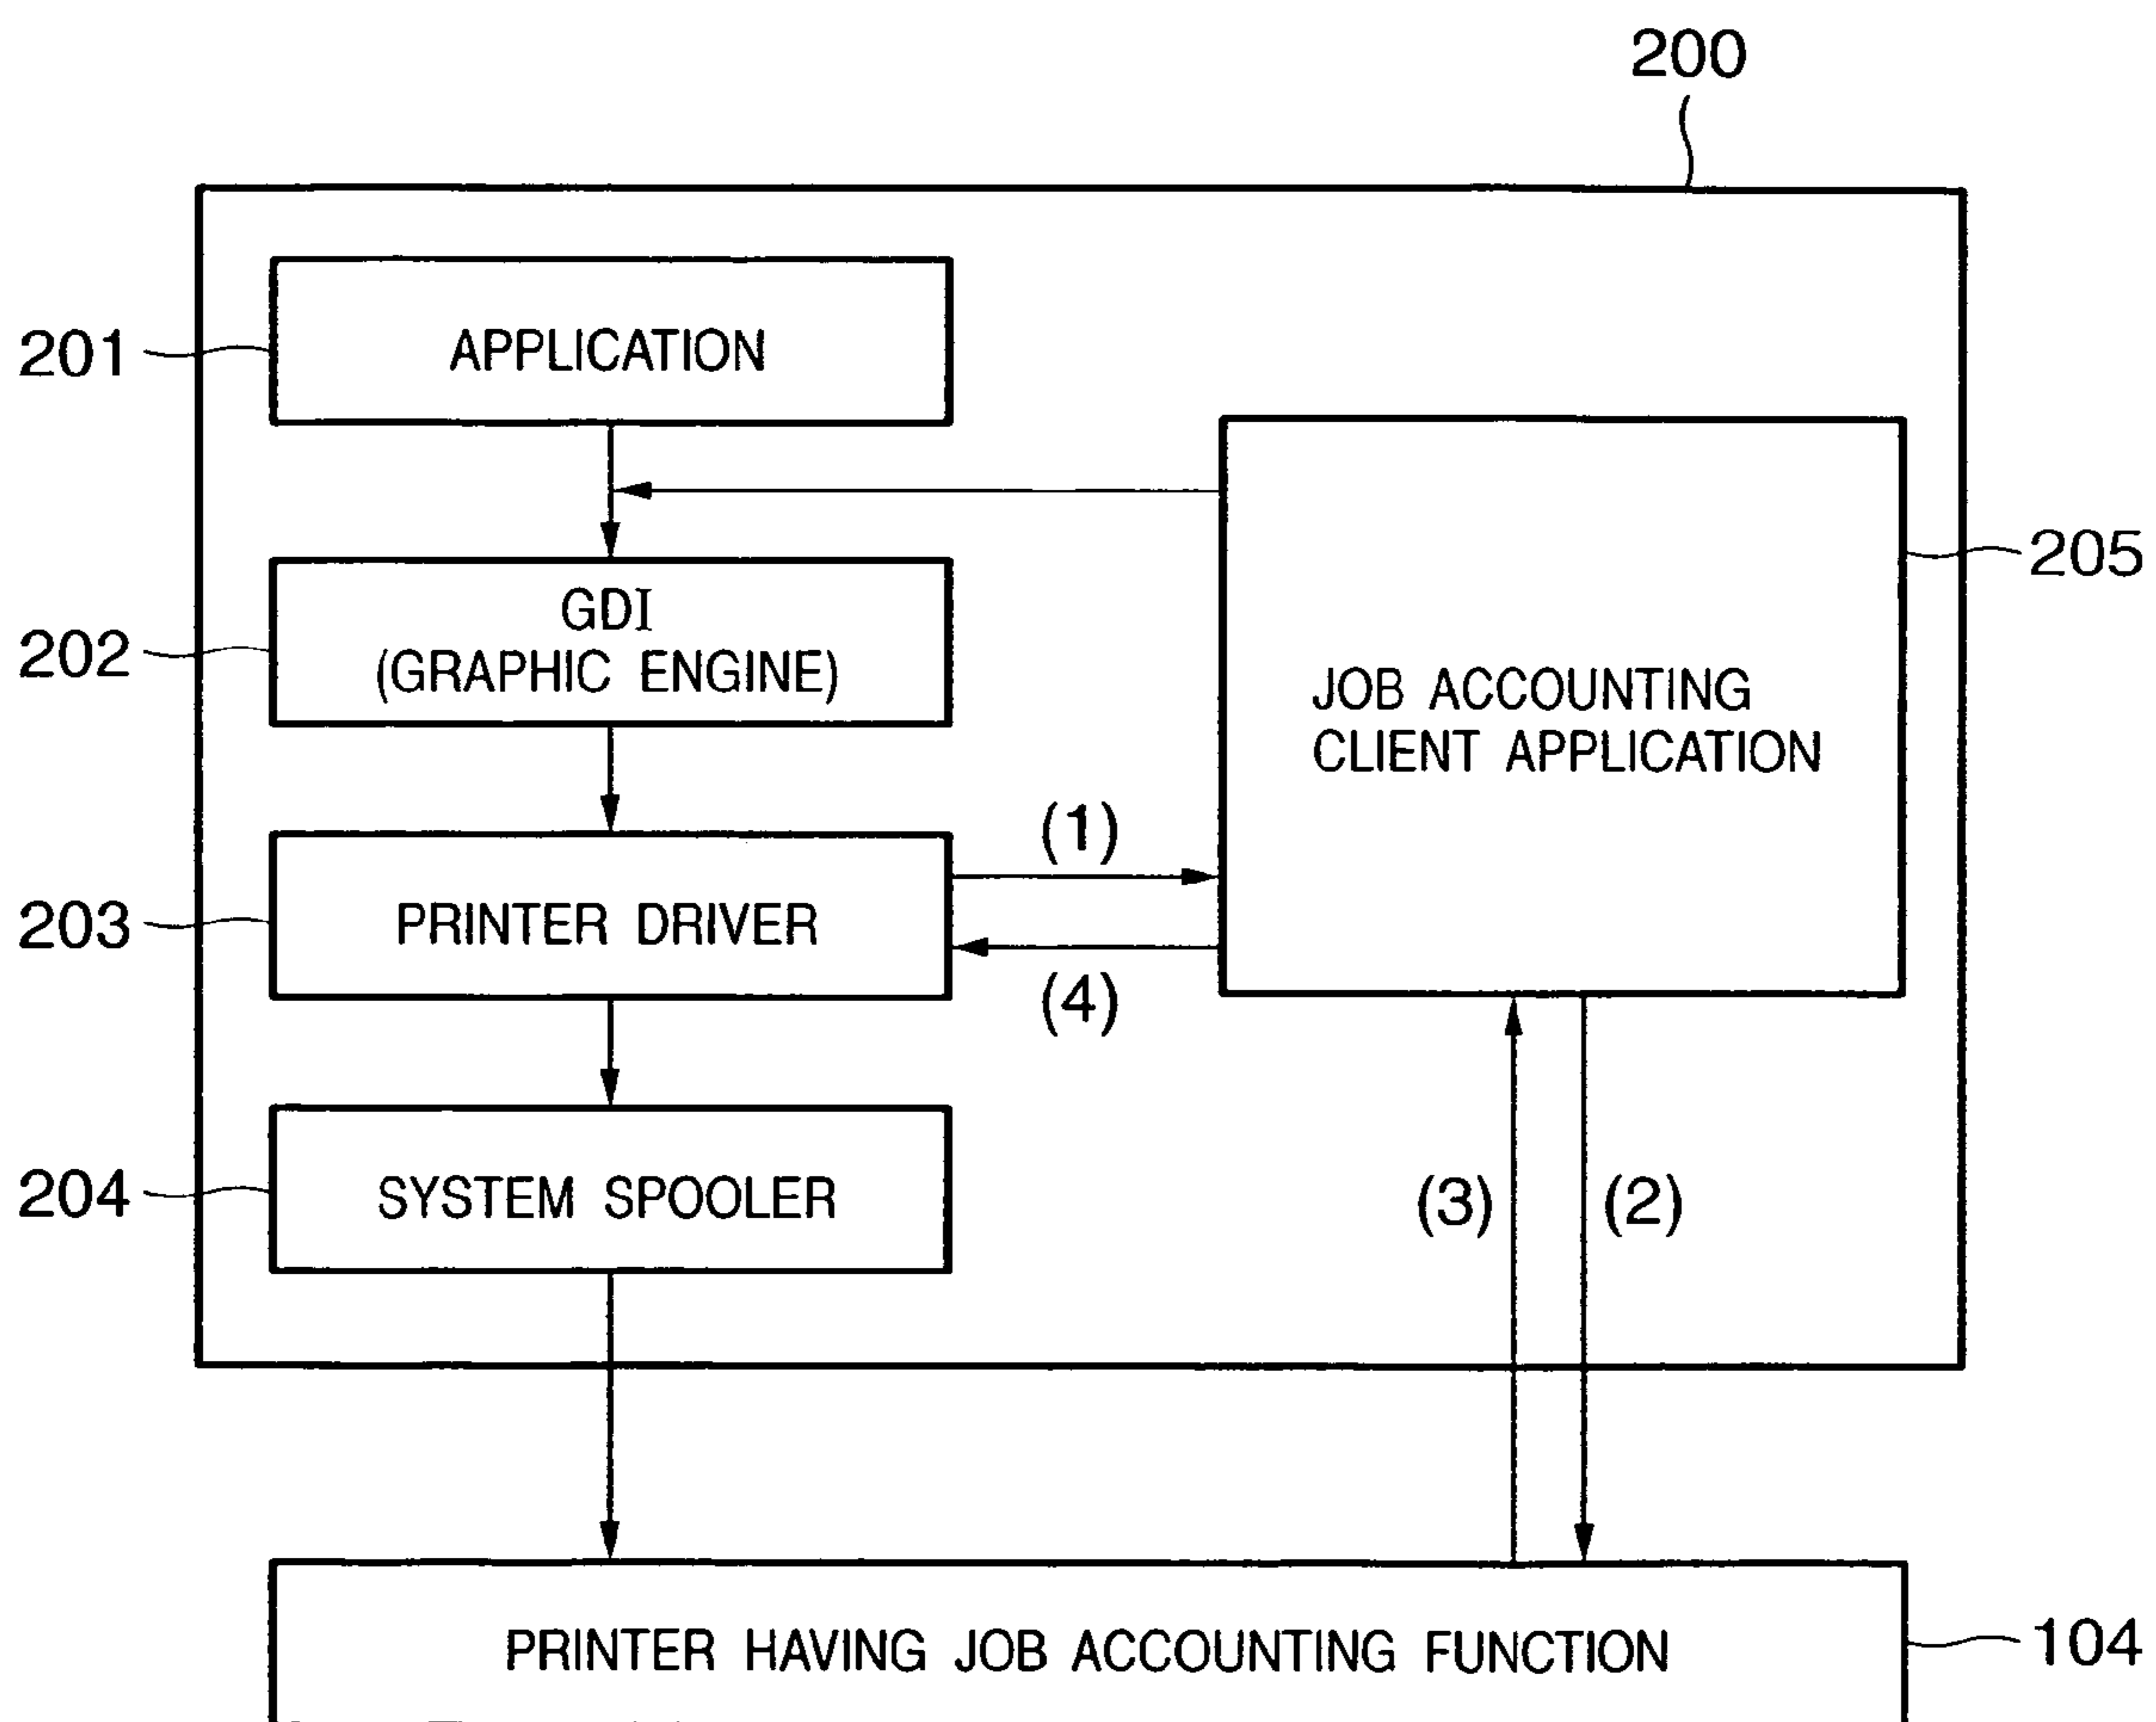 200
201
APPLICATION
202
GDI
(GRAPHIC ENGINE)
JOB ACCOUNTING
CLIENT APPLICATION
205
203
PRINTER DRIVER
(1)
(4)
204
SYSTEM SPOOLER
(3)
(2)
PRINTER HAVING JOB ACCOUNTING FUNCTION
104